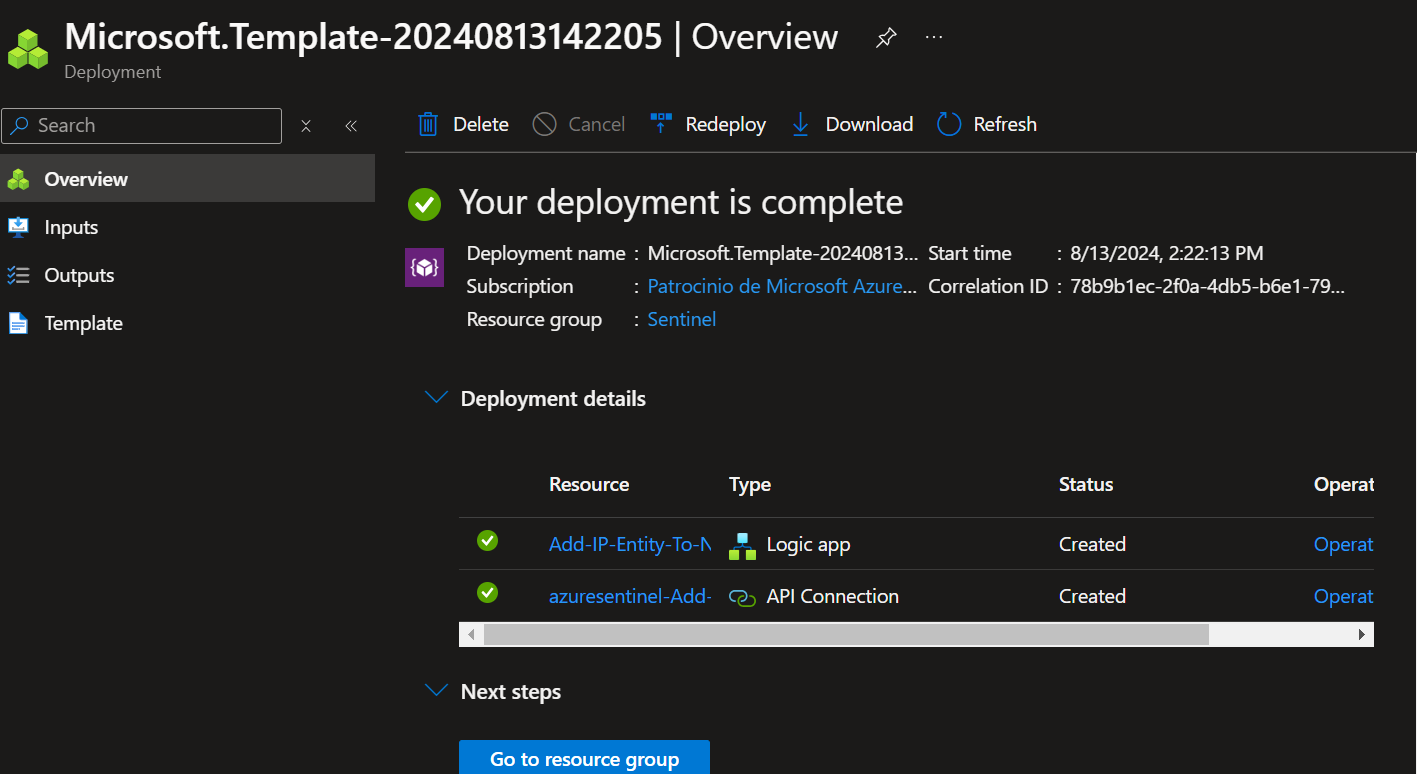 Microsoft.Template-20240813142205 | Overview
Deployment
Search
Delete
Cancel
Redeploy
Download
Refresh
Overview
Inputs
Outputs
Template
Your deployment is complete
Deployment name : Microsoft.Template-20240813...
Start time : 8/13/2024, 2:22:13 PM
Subscription : Patrocinio de Microsoft Azure...
Correlation ID : 78b9b1ec-2f0a-4db5-b6e1-79...
Resource group : Sentinel
Deployment details
Resource Type Status Operat
Add-IP-Entity-To-N Logic app Created Operat
azuresentinel-Add- API Connection Created Operat
Next steps
Go to resource group